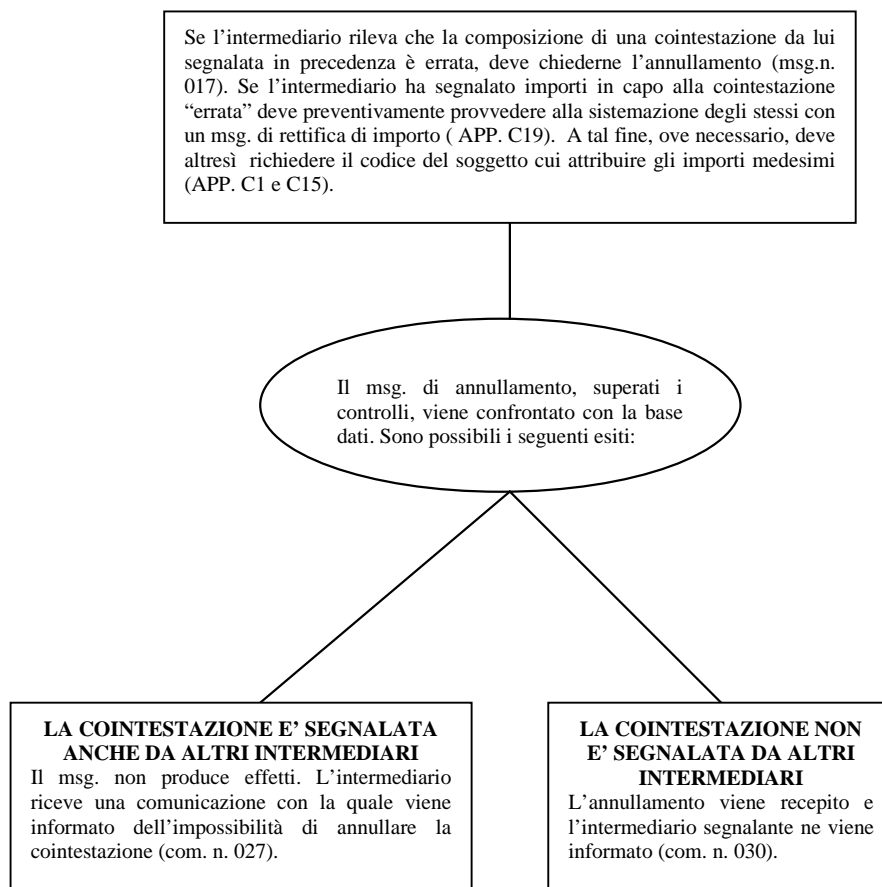 Se l’intermediario rileva che la composizione di una cointestazione da lui
segnalata in precedenza è errata, deve chiederne l’annullamento (msg.n.
017). Se l’intermediario ha segnalato importi in capo alla cointestazione
“errata” deve preventivamente provvedere alla sistemazione degli stessi con
un msg. di rettifica di importo ( APP. C19). A tal fine, ove necessario, deve
altresì richiedere il codice del soggetto cui attribuire gli importi medesimi
(APP. C1 e C15).
Il msg. di annullamento, superati i
controlli, viene confrontato con la base
dati. Sono possibili i seguenti esiti:
LA COINTESTAZIONE E’ SEGNALATA
ANCHE DA ALTRI INTERMEDIARI
Il msg. non produce effetti. L’intermediario
riceve una comunicazione con la quale viene
informato dell’impossibilità di annullare la
cointestazione (com. n. 027).
LA COINTESTAZIONE NON
E’ SEGNALATA DA ALTRI
INTERMEDIARI
L’annullamento viene recepito e
l’intermediario segnalante ne viene
informato (com. n. 030).